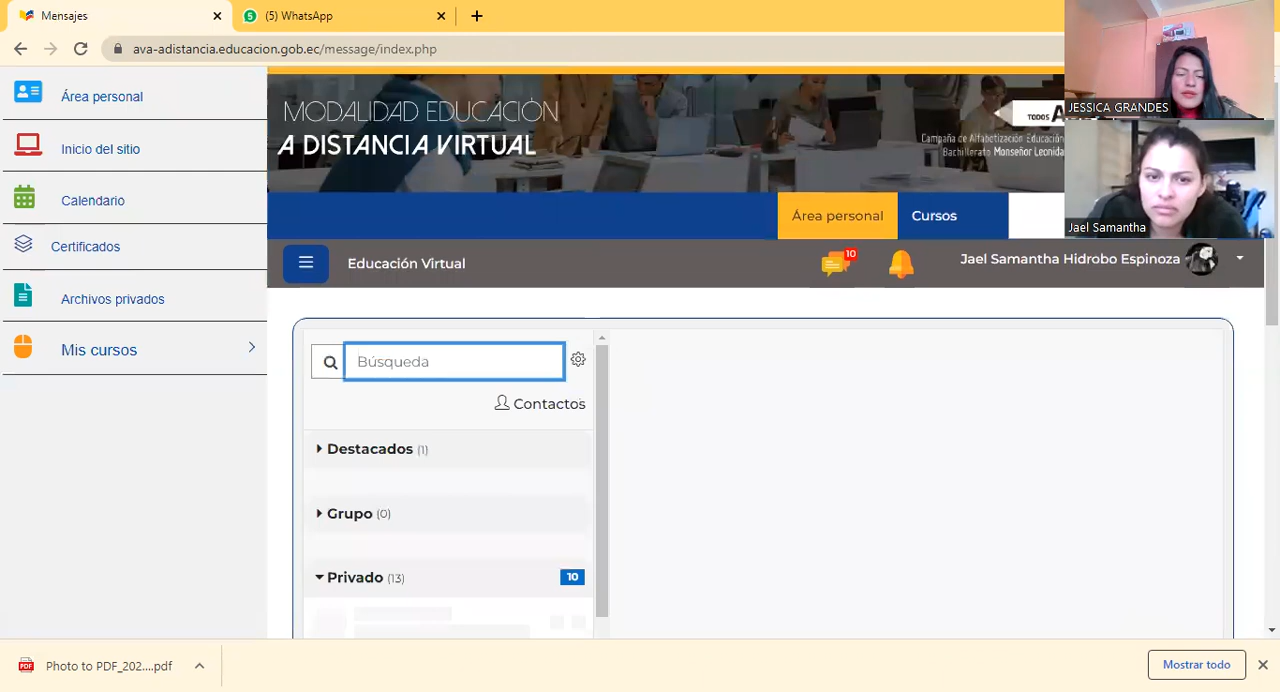 Mensajes
(5) WhatsApp
ava-adistancia.educacion.gob.ec/message/index.php
JESSICA GRANDES
Jael Samantha
Área personal
Inicio del sitio
Calendario
Certificados
Archivos privados
Mis cursos
MODALIDAD EDUCACIÓN
A DISTANCIA VIRTUAL
TODOS A
Campaña de Alfabetización Educación
Bachillerato Monseñor Leonida
Área personal
Cursos
Educación Virtual
10
Jael Samantha Hidrobo Espinoza
Búsqueda
Contactos
Destacados (1)
Grupo (0)
Privado (13)
10
Photo to PDF_202....pdf
Mostrar todo